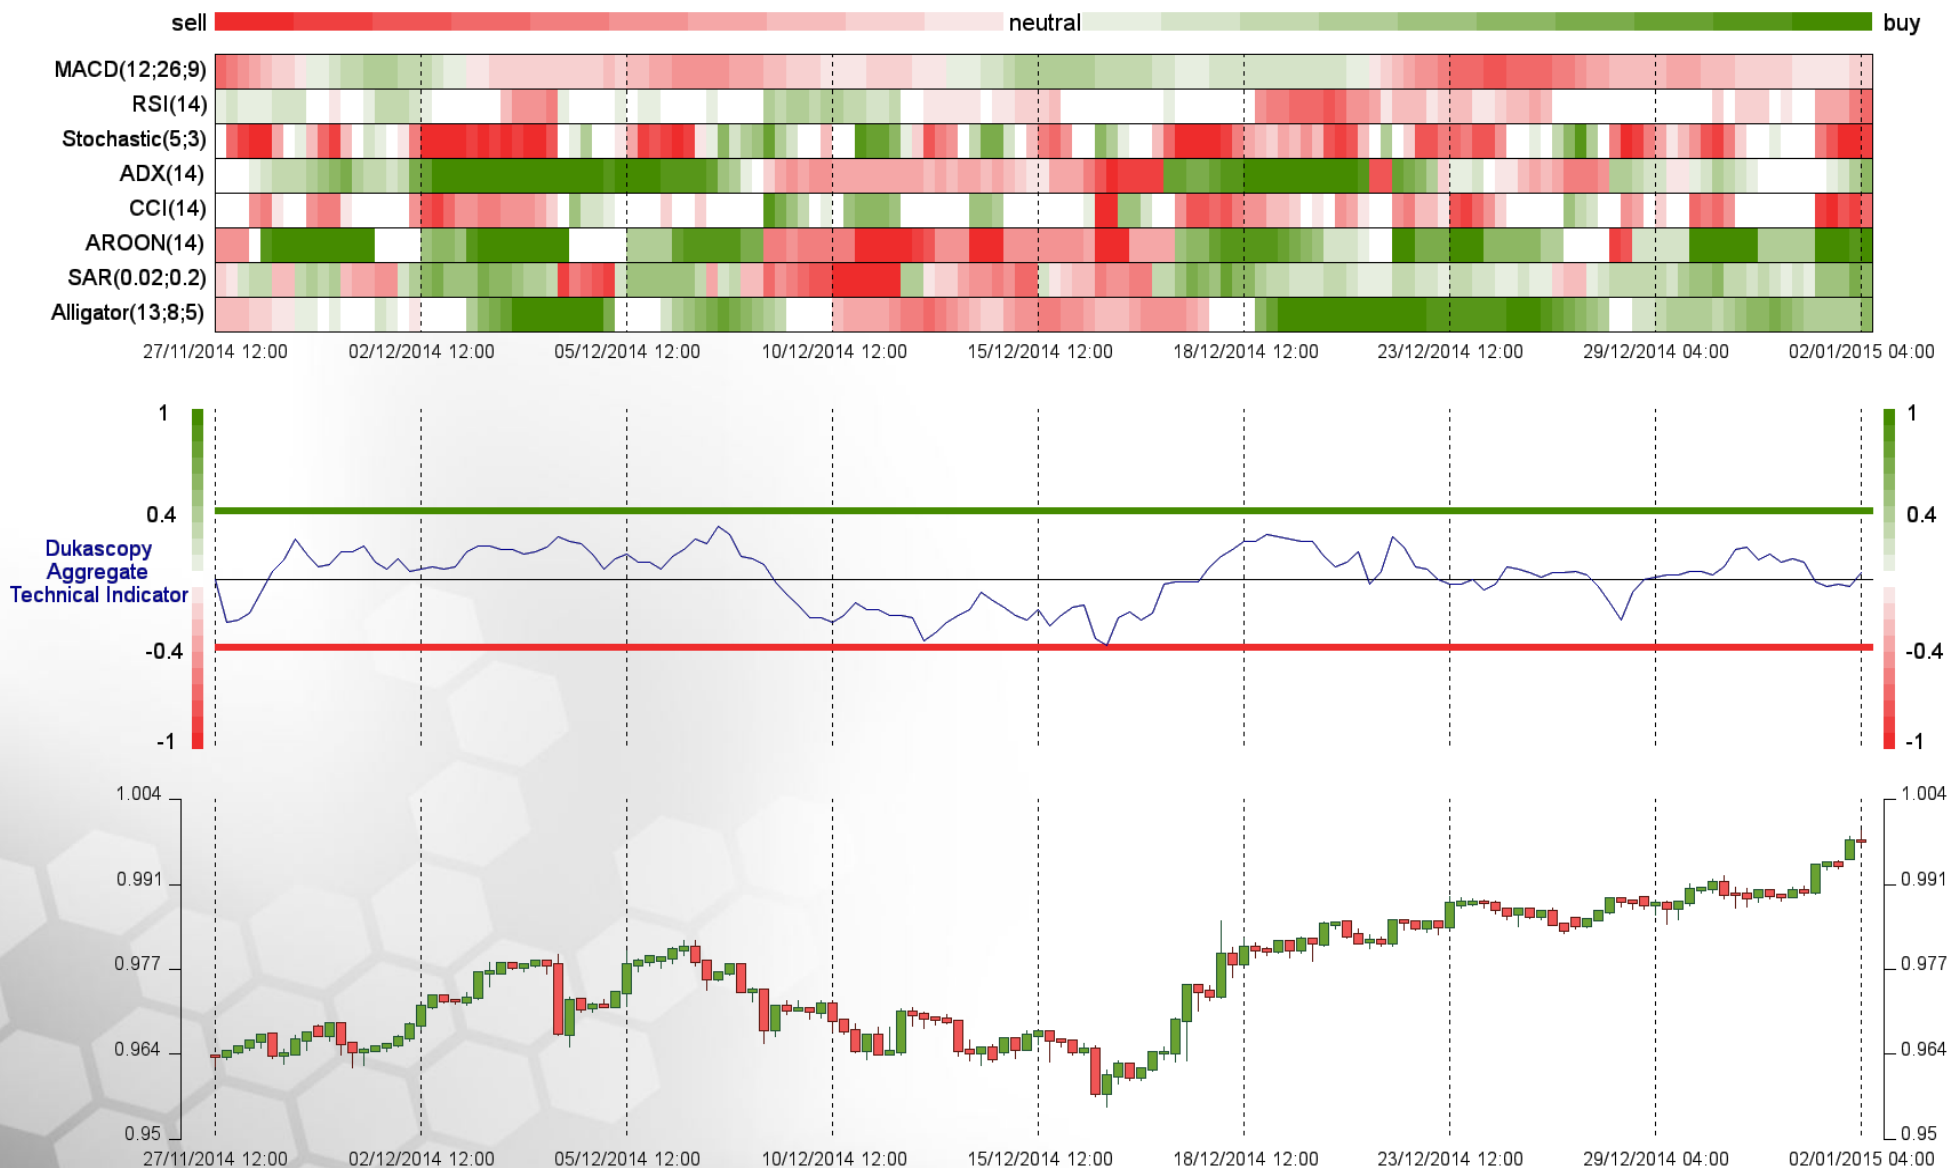 sell neutral buy
MACD(12;26;9)
RSI(14)
Stochastic(5;3)
ADX(14)
CCI(14)
AROON(14)
SAR(0.02;0.2)
Alligator(13;8;5)
27/11/2014 12:00 02/12/2014 12:00 05/12/2014 12:00 10/12/2014 12:00 15/12/2014 12:00 18/12/2014 12:00 23/12/2014 12:00 29/12/2014 04:00 02/01/2015 04:00
1 1
0.4 0.4
Dukascopy
Aggregate
Technical Indicator
-0.4 -0.4
-1 -1
1.004 1.004
0.991 0.991
0.977 0.977
0.964 0.964
0.95 0.95
27/11/2014 12:00 02/12/2014 12:00 05/12/2014 12:00 10/12/2014 12:00 15/12/2014 12:00 18/12/2014 12:00 23/12/2014 12:00 29/12/2014 04:00 02/01/2015 04:00